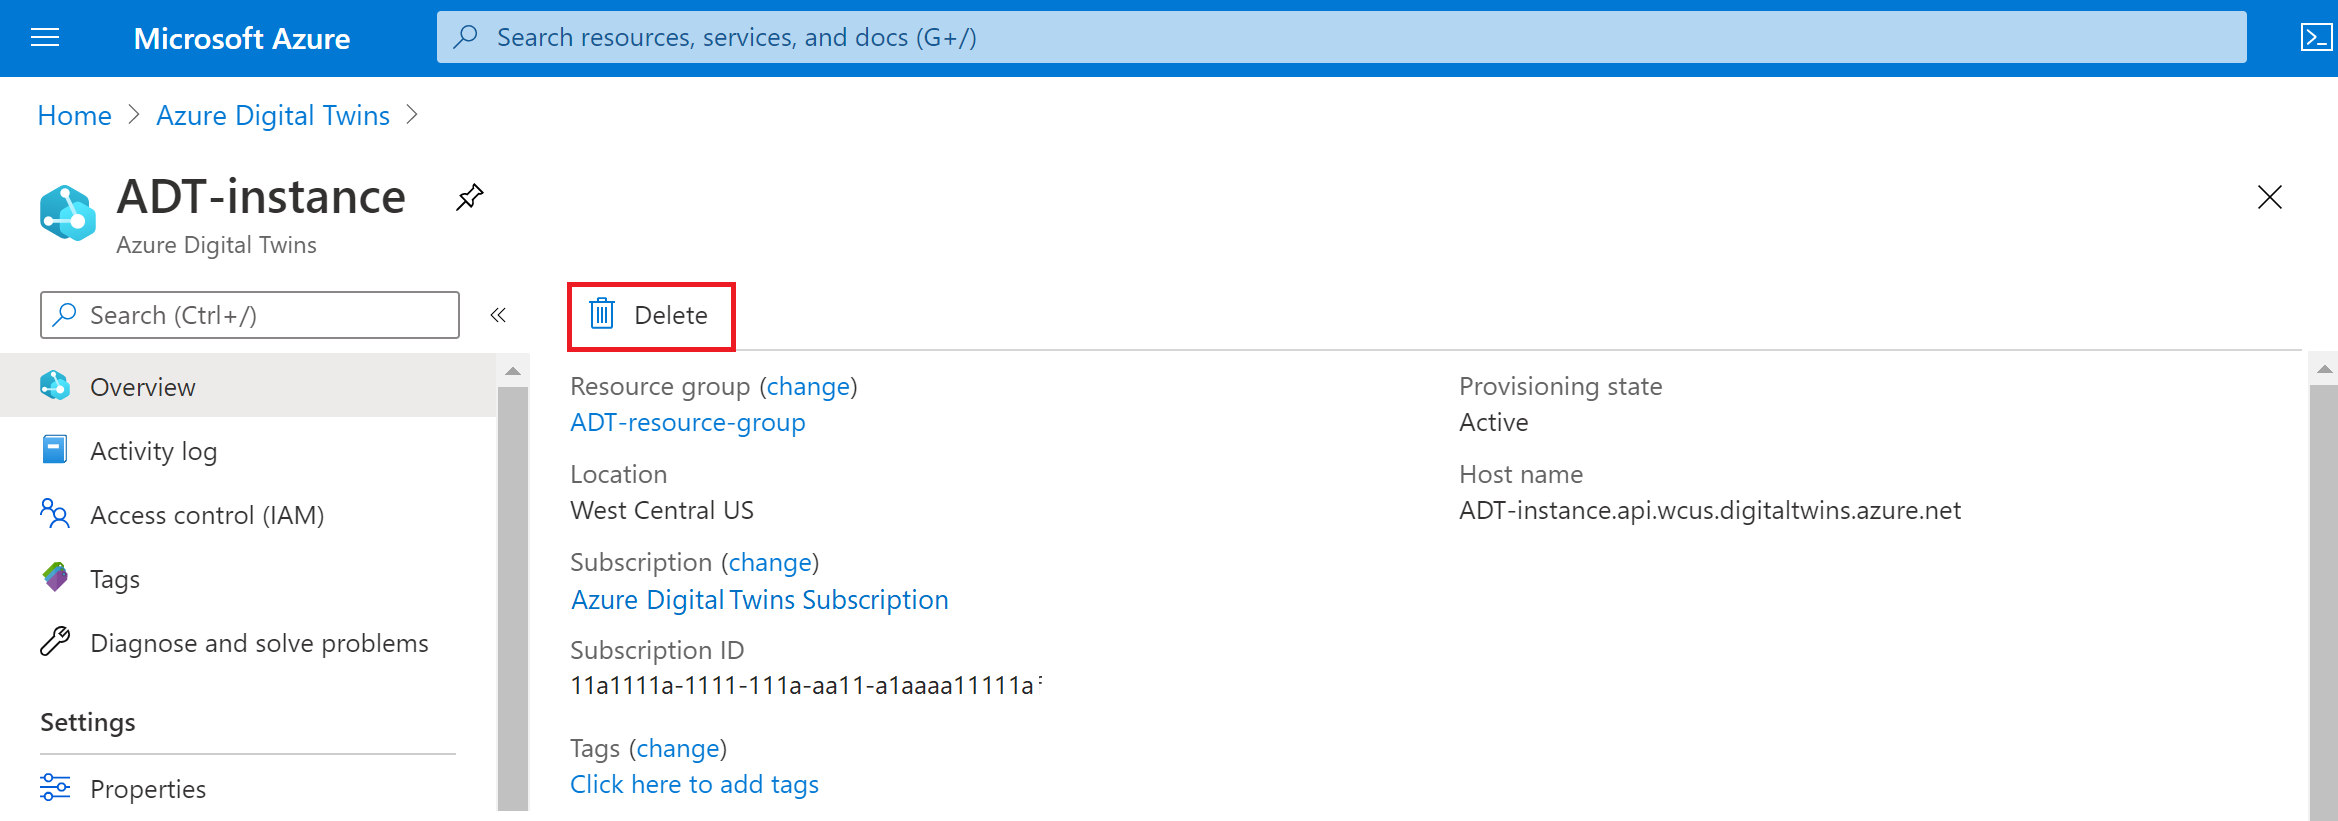 Microsoft Azure
Search resources, services, and docs (G+/)
Home > Azure Digital Twins >
ADT-instance
Azure Digital Twins
Search (Ctrl+/)
«
Overview
Activity log
Access control (IAM)
Tags
Diagnose and solve problems
Settings
Properties
Delete
Resource group (change)
ADT-resource-group
Location
West Central US
Subscription (change)
Azure Digital Twins Subscription
Subscription ID
11a1111a-1111-111a-aa11-a1aaaa11111a
Tags (change)
Click here to add tags
Provisioning state
Active
Host name
ADT-instance.api.wcus.digitaltwins.azure.net